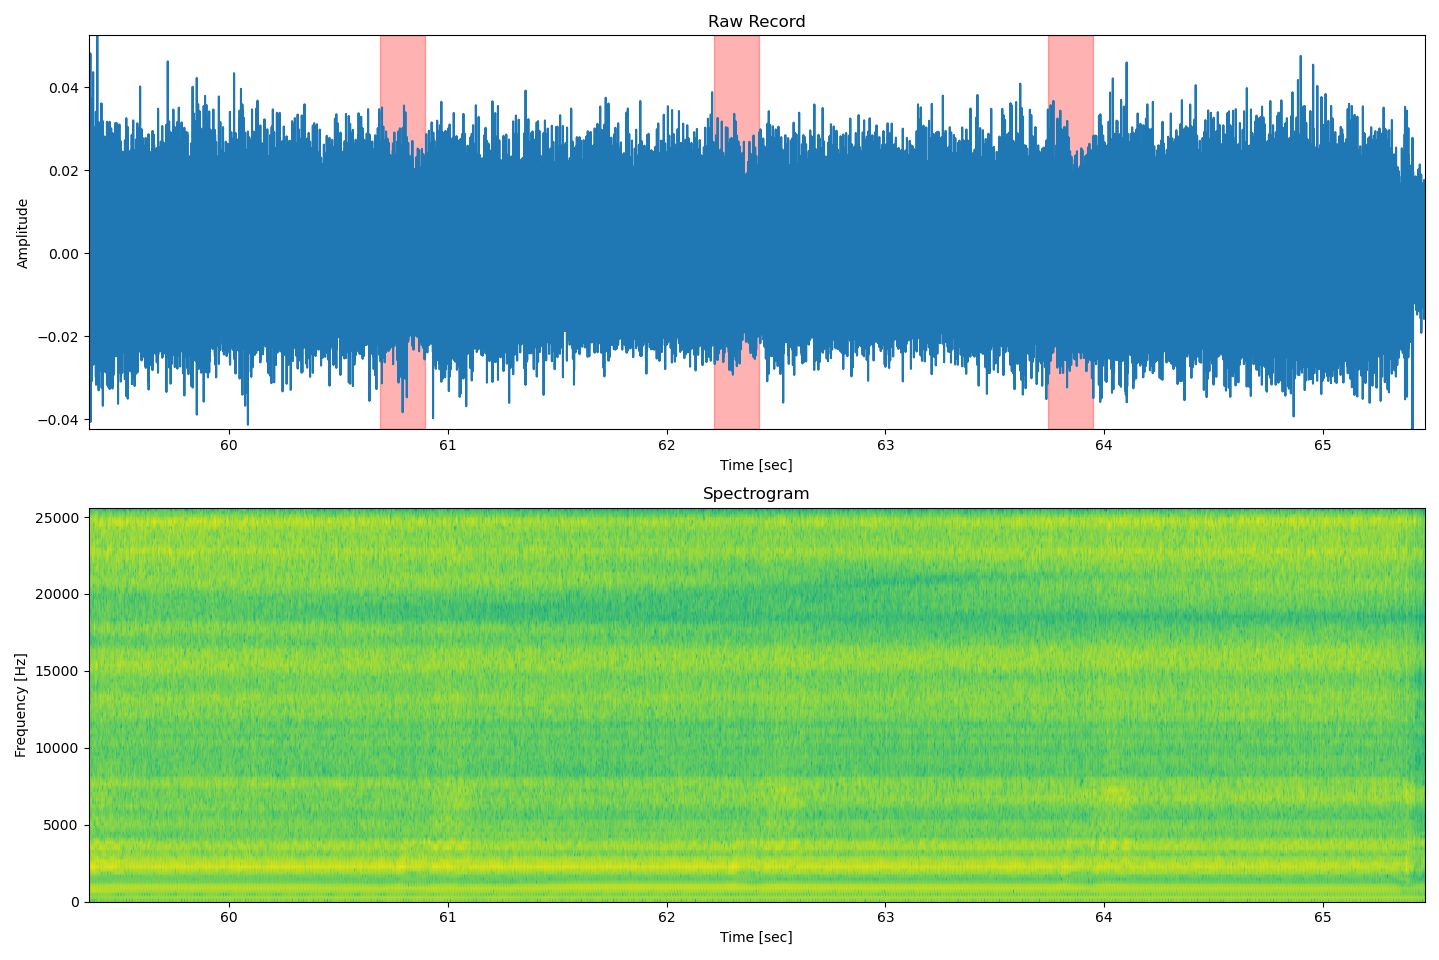 Raw Record
0.04
0.02
0.00
−0.02
−0.04
Amplitude
60 61 62 63 64 65
Time [sec]
Spectrogram
25000
20000
15000
10000
5000
0
Frequency [Hz]
60 61 62 63 64 65
Time [sec]